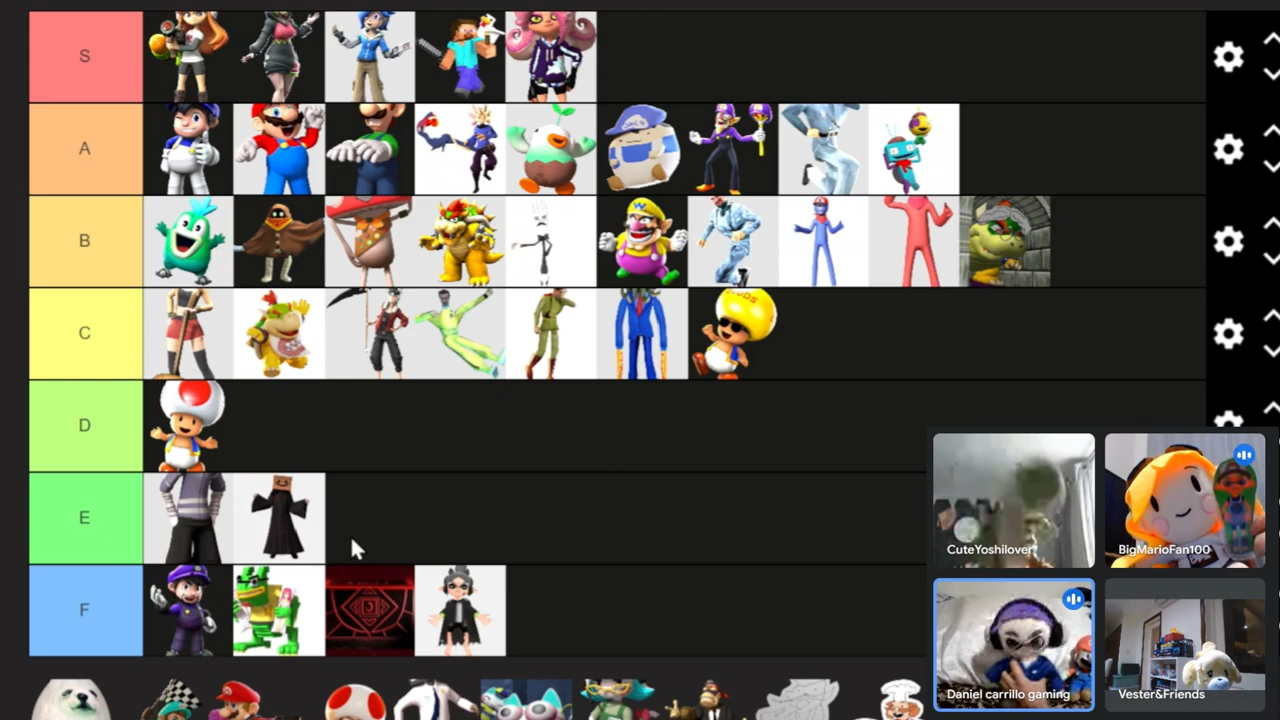 S
A
B
C
D
E
F
CuteYoshilover
BigMarioFan100
Daniel carrillo gaming
Vester&Friends